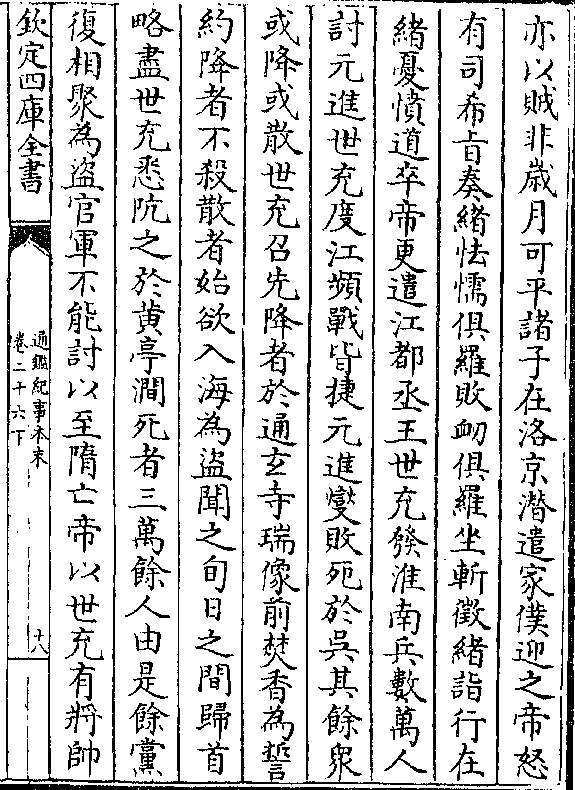 亦以賊非歲月可平諸子在洛京潛遣家僕迎之帝怒
有司希旨奏緒怯懦俱羅敗衂俱羅坐斬徵緒詣行在
緒憂憤道卒帝更遣江都丞王世充發淮南兵數萬人
討元進世充度江頻戰皆捷元進燮敗死於吳其餘衆
或降或散世充召先降者於通玄寺瑞像前焚香為誓
約降者不殺散者始欲入海為盜聞之旬日之間歸首
略盡世充悉阬之於黃亭澗死者三萬餘人由是餘黨
復相聚為盜官軍不能討以至隋亡帝以世充有將帥
欽定四庫全書
通鑑紀事本末
卷二十六下
十八